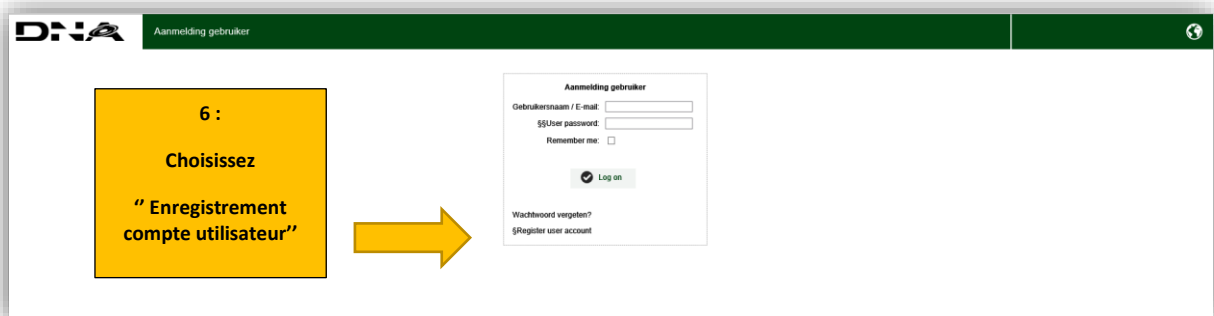 DNA
Aanmelding gebruiker
6 :
Choisissez
‘’ Enregistrement
compte utilisateur’’
Aanmelding gebruiker
Gebruikersnaam / E-mail:
§§User password:
Remember me:
Log on
Wachtwoord vergeten?
§Register user account